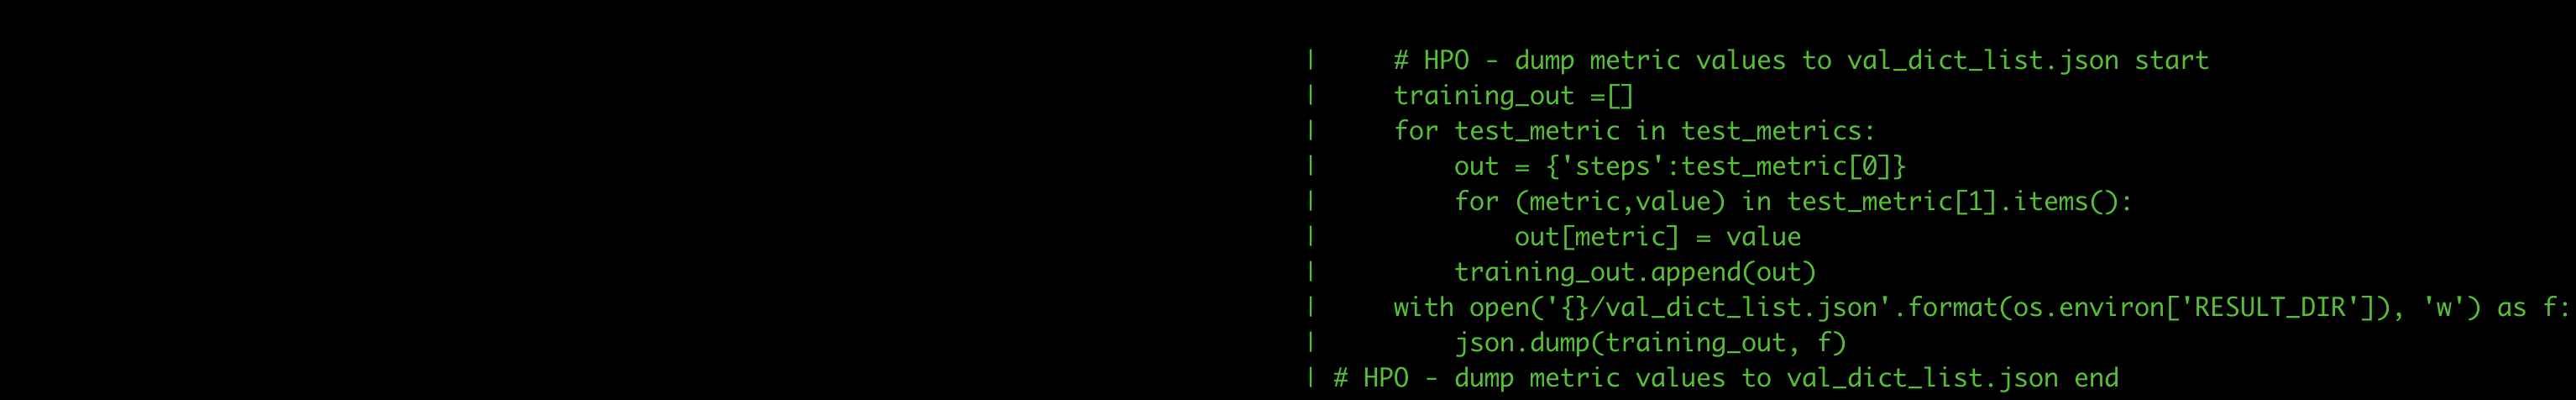 |     # HPO - dump metric values to val_dict_list.json start
|     training_out =[]
|     for test_metric in test_metrics:
|         out = {'steps':test_metric[0]}
|         for (metric,value) in test_metric[1].items():
|             out[metric] = value
|         training_out.append(out)
|     with open('{}/val_dict_list.json'.format(os.environ['RESULT_DIR']), 'w') as f:
|         json.dump(training_out, f)
| # HPO - dump metric values to val_dict_list.json end